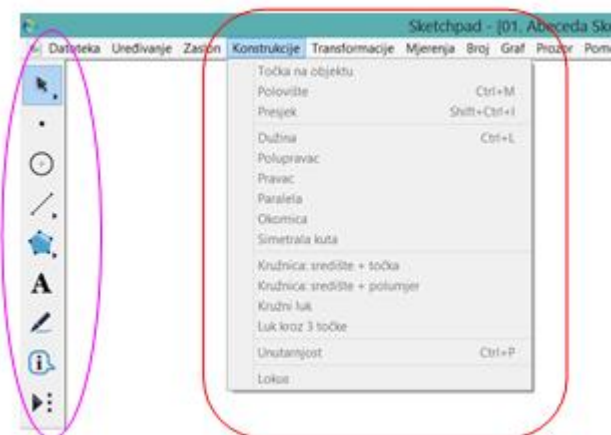 Sketchpad - [01. Abeceda Sk
Datoteka Uređivanje Zaslon Konstrukcije Transformacije Mjerenja Broj Graf Prozor Pom
Točka na objektu
Polovište Ctrl+M
Presjek Shift+Ctrl+I
Dužina Ctrl+L
Polupravac
Pravac
Paralela
Okomica
Simetrala kuta
Kružnica: središte + točka
Kružnica: središte + polumjer
Kružni luk
Luk kroz 3 točke
Unutarnjost Ctrl+P
Lokus
A